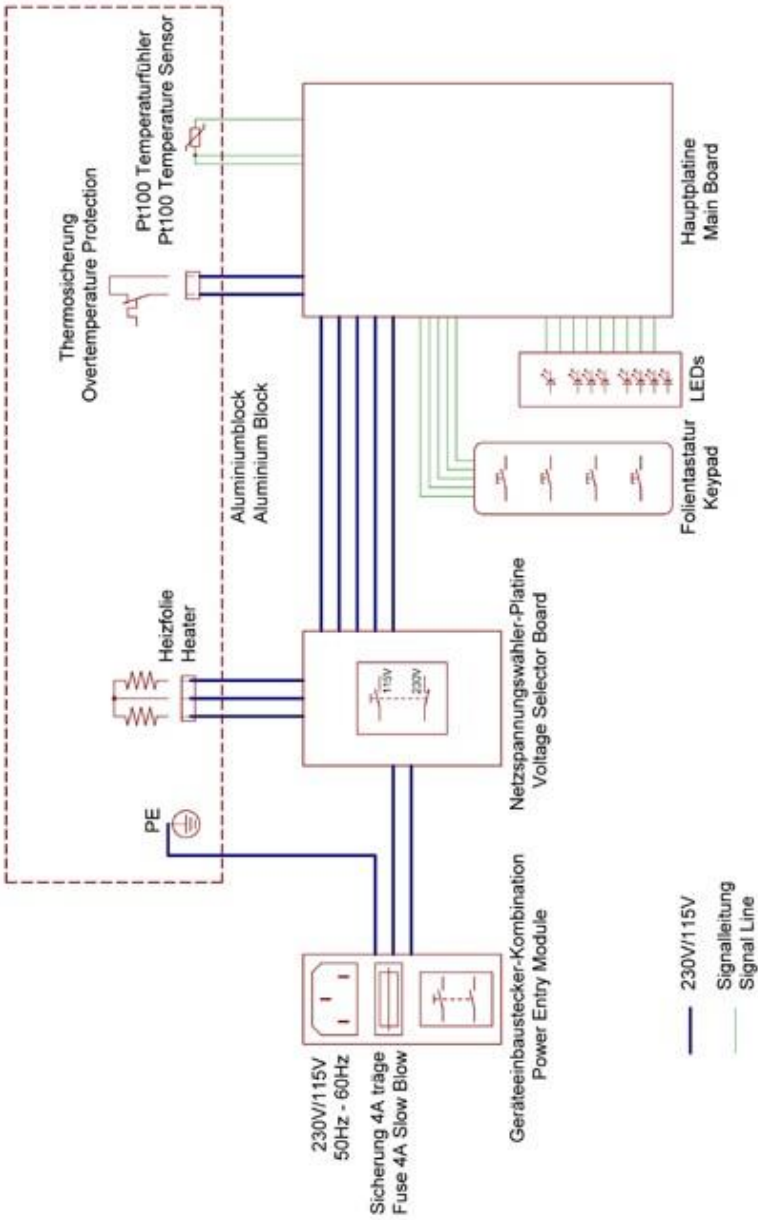 Thermosicherung
Overtemperature Protection
Pt100 Temperaturfühler
Pt100 Temperature Sensor
Heizfolie
Heater
Aluminiumblock
Aluminium Block
PE
230V/115V
50Hz - 60Hz
Sicherung 4A träge
Fuse 4A Slow Blow
115V
230V
Geräteeinbaustecker-Kombination
Power Entry Module
Netzspannungswähler-Platine
Voltage Selector Board
Folientastatur
Keypad
LEDs
Hauptplatine
Main Board
230V/115V
Signalleitung
Signal Line